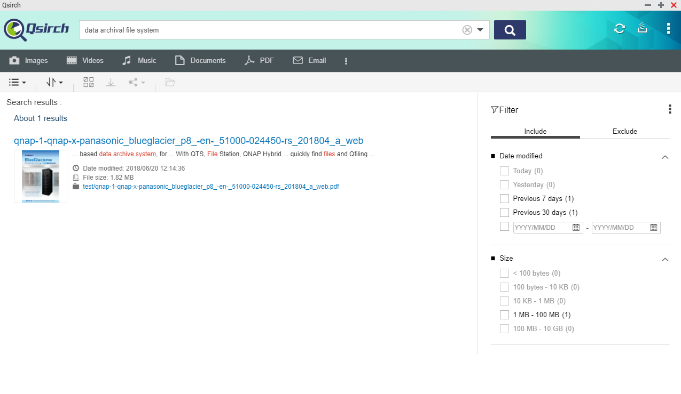 Qsirch
Qsirch
data archival file system
Images Videos Music Documents PDF Email
Search results :
About 1 results
qnap-1-qnap-x-panasonic_blueglacier_p8_-en-_51000-024450-rs_201804_a_web
based data archive system, for ... With QTS, File Station, QNAP Hybrid ... quickly find files and Qfiling ...
Date modified: 2018/06/20 12:14:36
File size: 1.82 MB
test/qnap-1-qnap-x-panasonic_blueglacier_p8_-en-_51000-024450-rs_201804_a_web.pdf
Filter
Include Exclude
Date modified
Today (0)
Yesterday (0)
Previous 7 days (1)
Previous 30 days (1)
YYYY/MM/DD - YYYY/MM/DD
Size
< 100 bytes (0)
100 bytes - 10 KB (0)
10 KB - 1 MB (0)
1 MB - 100 MB (1)
100 MB - 10 GB (0)